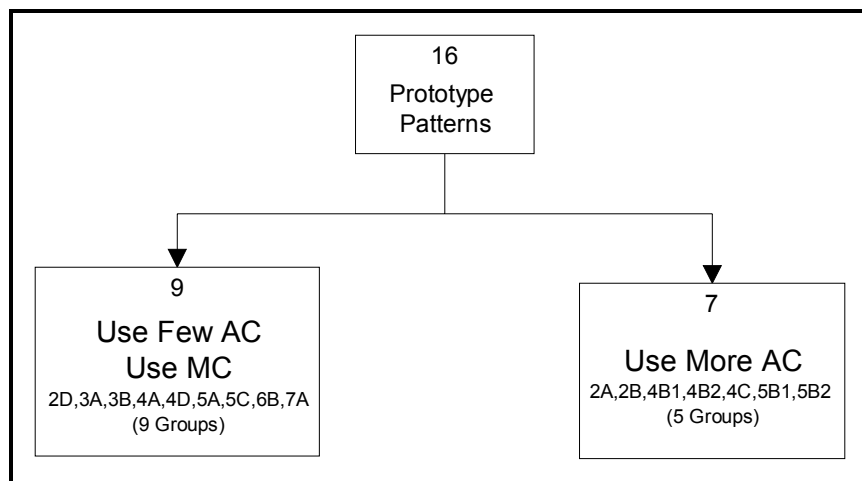 16
Prototype
Patterns
9
Use Few AC
Use MC
2D,3A,3B,4A,4D,5A,5C,6B,7A
(9 Groups)
7
Use More AC
2A,2B,4B1,4B2,4C,5B1,5B2
(5 Groups)